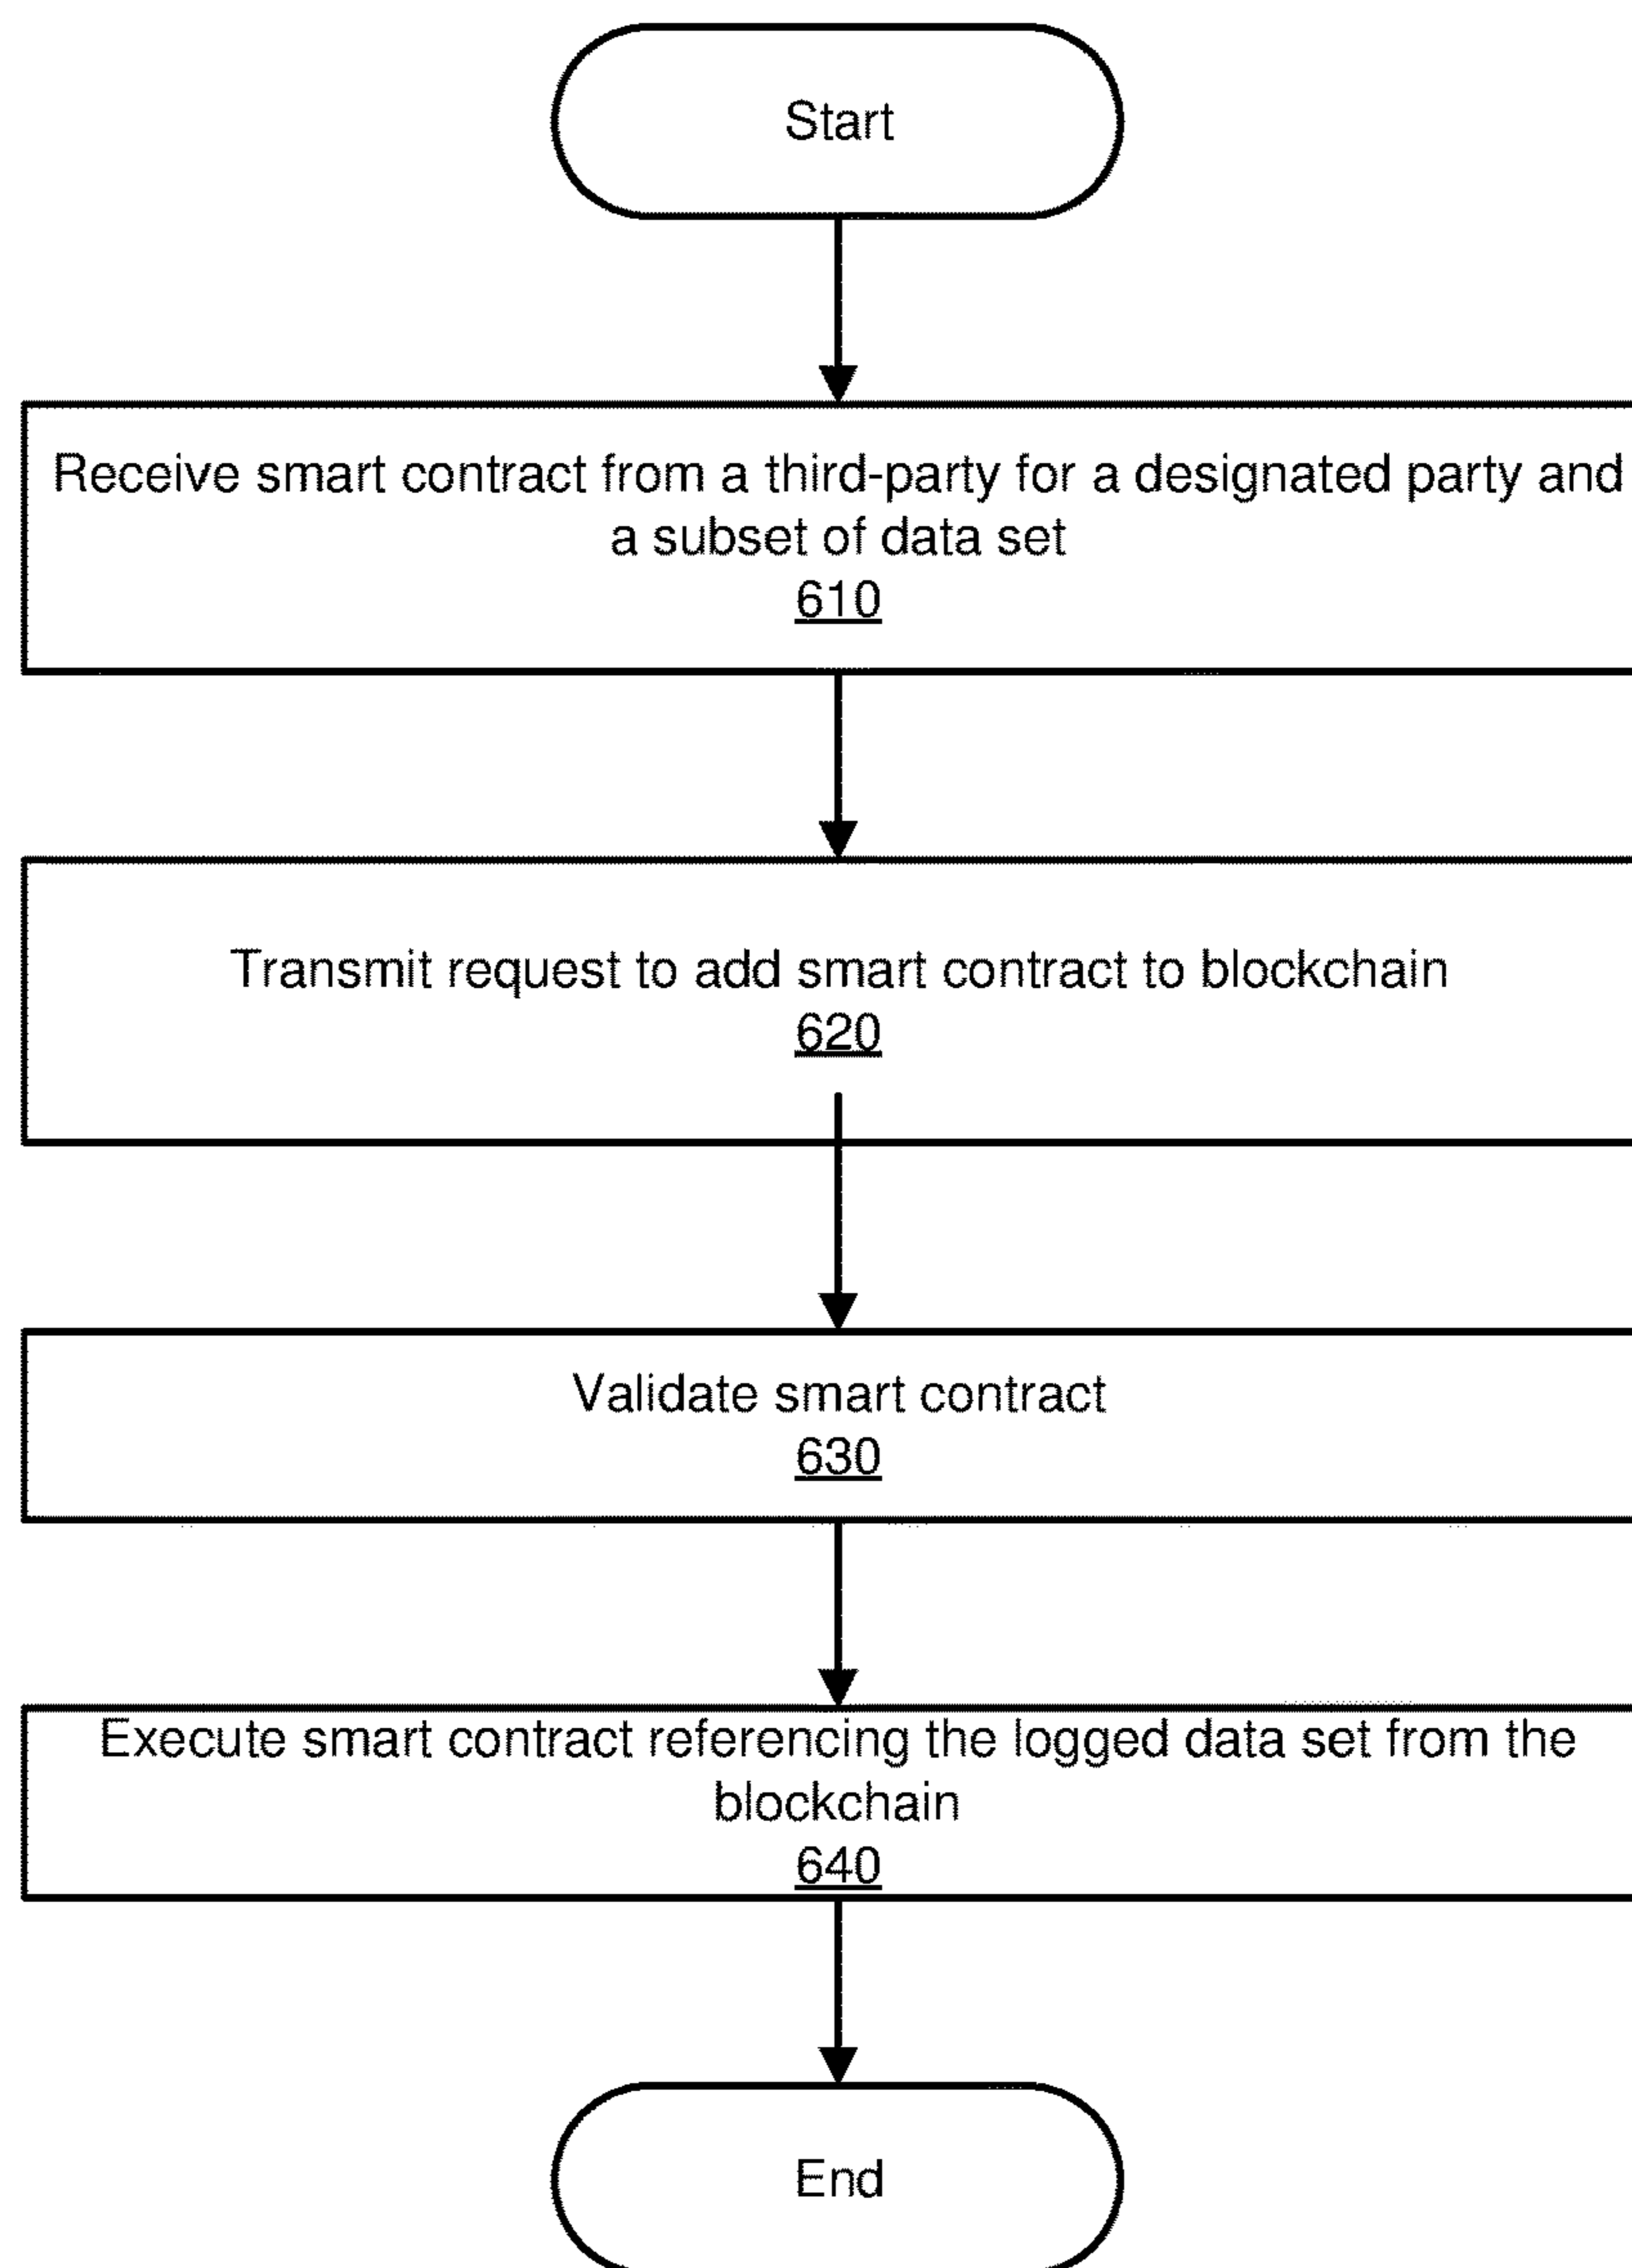 Start
Receive smart contract from a third-party for a designated party and
a subset of data set
610
Transmit request to add smart contract to blockchain
620
Validate smart contract
630
Execute smart contract referencing the logged data set from the
blockchain
640
End